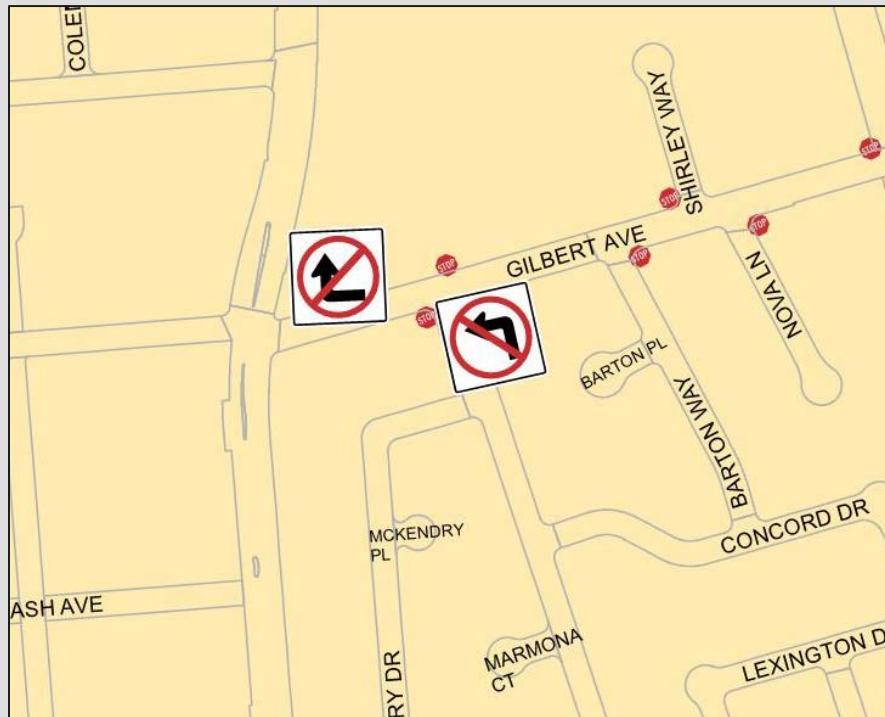 COLE
SHIRLEY WAY
STOP
STOP
STOP
STOP
GILBERT AVE
STOP
STOP
NOVA LN
BARTON PL
BARTON WAY
MCKENDRY
PL
CONCORD DR
ASH AVE
MARMONA
CT
LEXINGTON D
RY DR